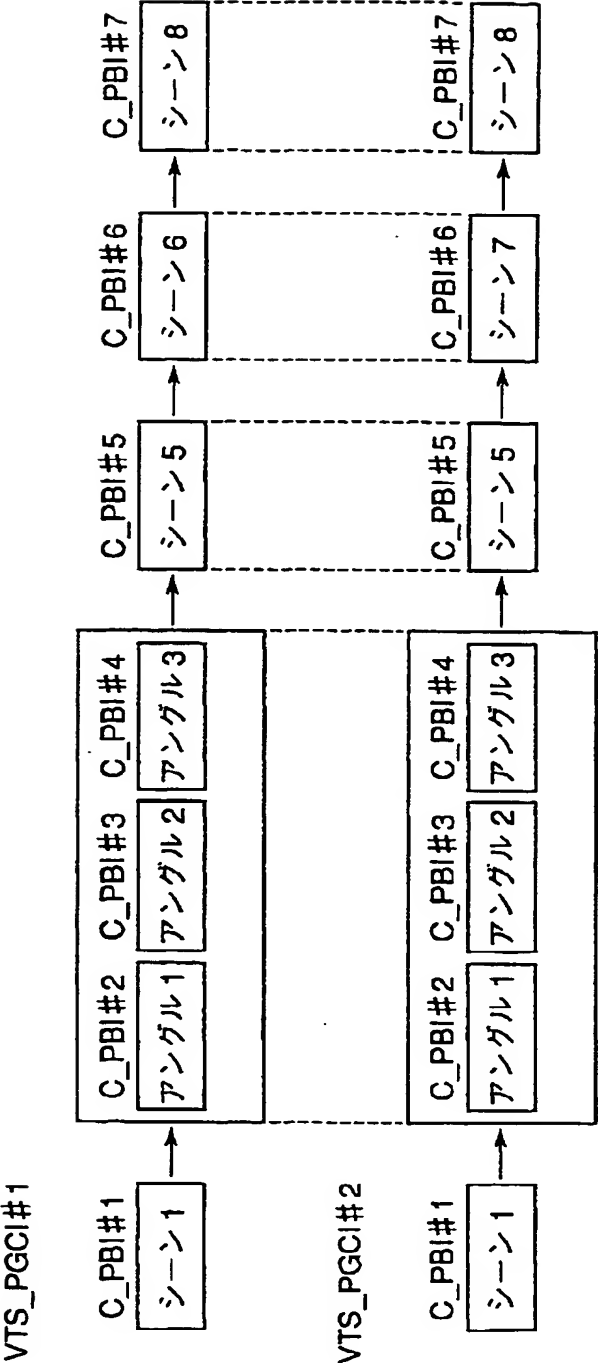 VTS_PGCI#1
C_PBI#1
シーン1
C_PBI#2
アングル1
C_PBI#3
アングル2
C_PBI#4
アングル3
C_PBI#5
シーン5
C_PBI#6
シーン6
C_PBI#7
シーン8
VTS_PGCI#2
C_PBI#1
シーン1
C_PBI#2
アングル1
C_PBI#3
アングル2
C_PBI#4
アングル3
C_PBI#5
シーン5
C_PBI#6
シーン7
C_PBI#7
シーン8